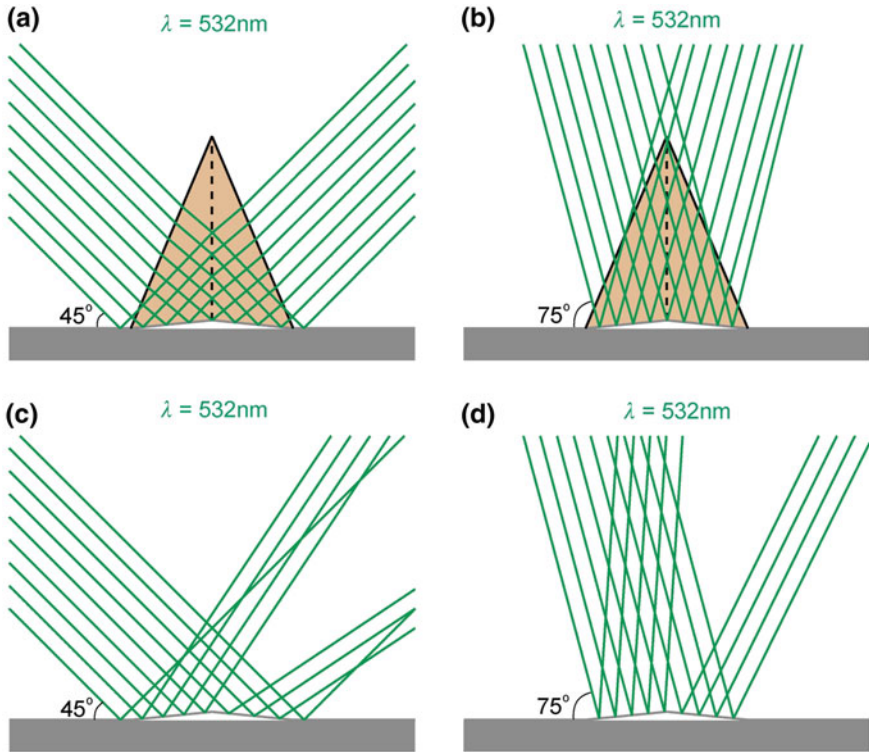 (a)
λ = 532nm
45°
(b)
λ = 532nm
75°
(c)
λ = 532nm
45°
(d)
λ = 532nm
75°